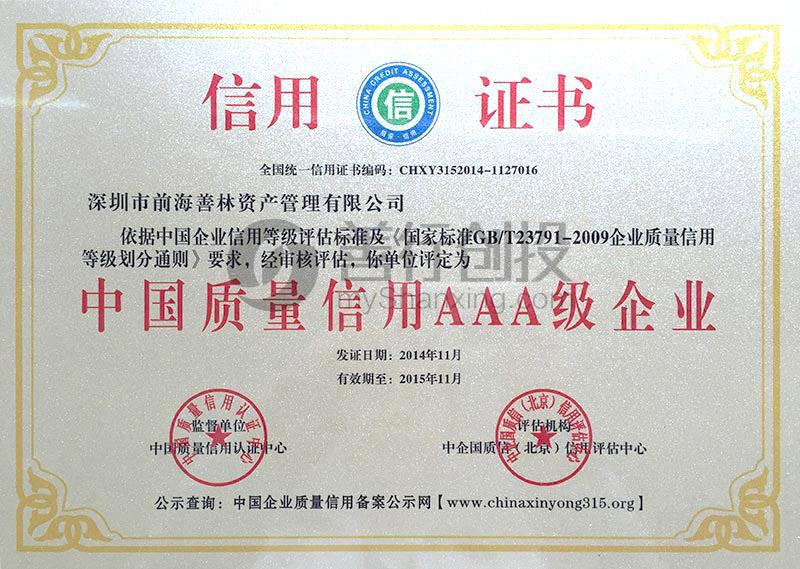 信用 证书
CHINA CREDIT ASSESSMENT
信
全国统一信用证书编码：CHXY3152014-1127016
深圳市前海善林资产管理有限公司
依据中国企业信用等级评估标准及《国家标准GB/T23791-2009企业质量信用
等级划分通则》要求，经审核评估，你单位评定为
善行创投
myShanxing.com
中国质量信用AAA级企业
发证日期：2014年11月
有效期至：2015年11月
监督单位 评估机构
中国质量信用认证中心 中企国质信（北京）信用评估中心
中国质量信用认证中心
中企国质信（北京）信用评估中心
公示查询：中国企业质量信用备案公示网【www.chinaxinyong315.org】